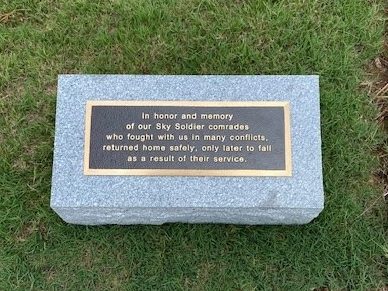 In honor and memory
of our Sky Soldier comrades
who fought with us in many conflicts,
returned home safely, only later to fall
as a result of their service.